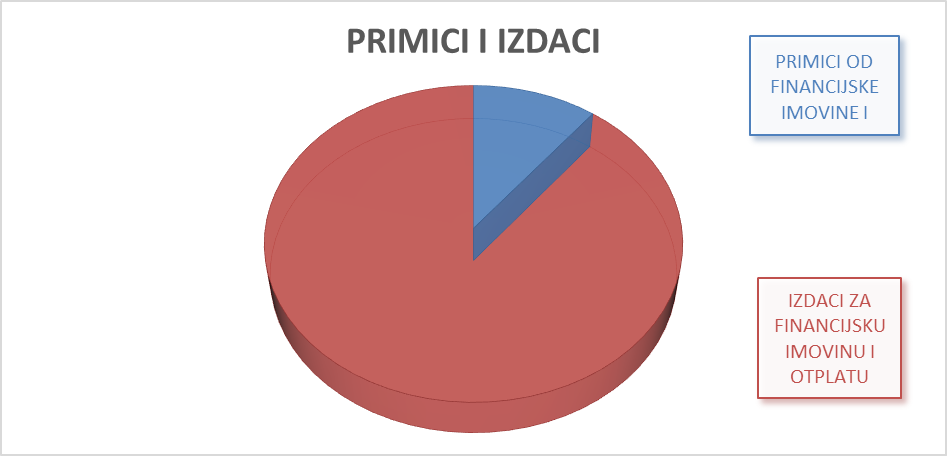 PRIMICI I IZDACI
PRIMICI OD
FINANCIJSKE
IMOVINE I
IZDACI ZA
FINANCIJSKU
IMOVINU I
OTPLATU